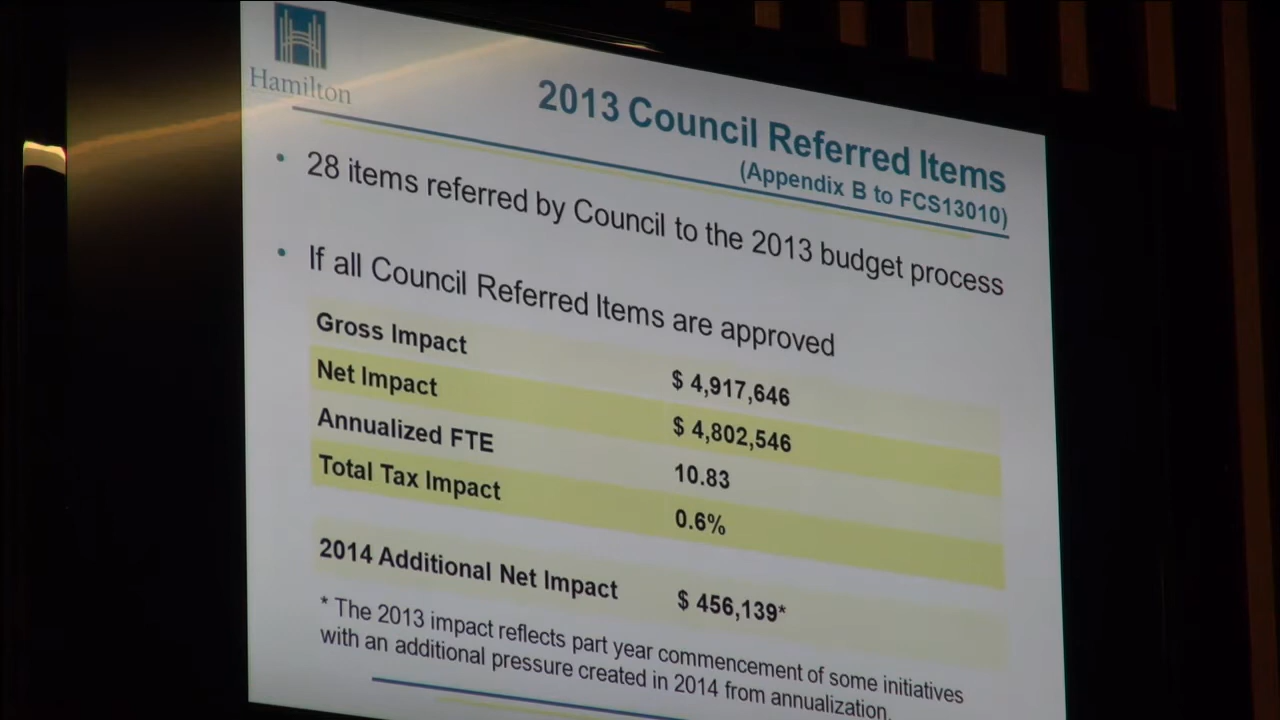 Hamilton
2013 Council Referred Items
(Appendix B to FCS13010)
• 28 items referred by Council to the 2013 budget process
• If all Council Referred Items are approved
Gross Impact $ 4,917,646
Net Impact $ 4,802,546
Annualized FTE 10.83
Total Tax Impact 0.6%
2014 Additional Net Impact $ 456,139*
* The 2013 impact reflects part year commencement of some initiatives
with an additional pressure created in 2014 from annualization.